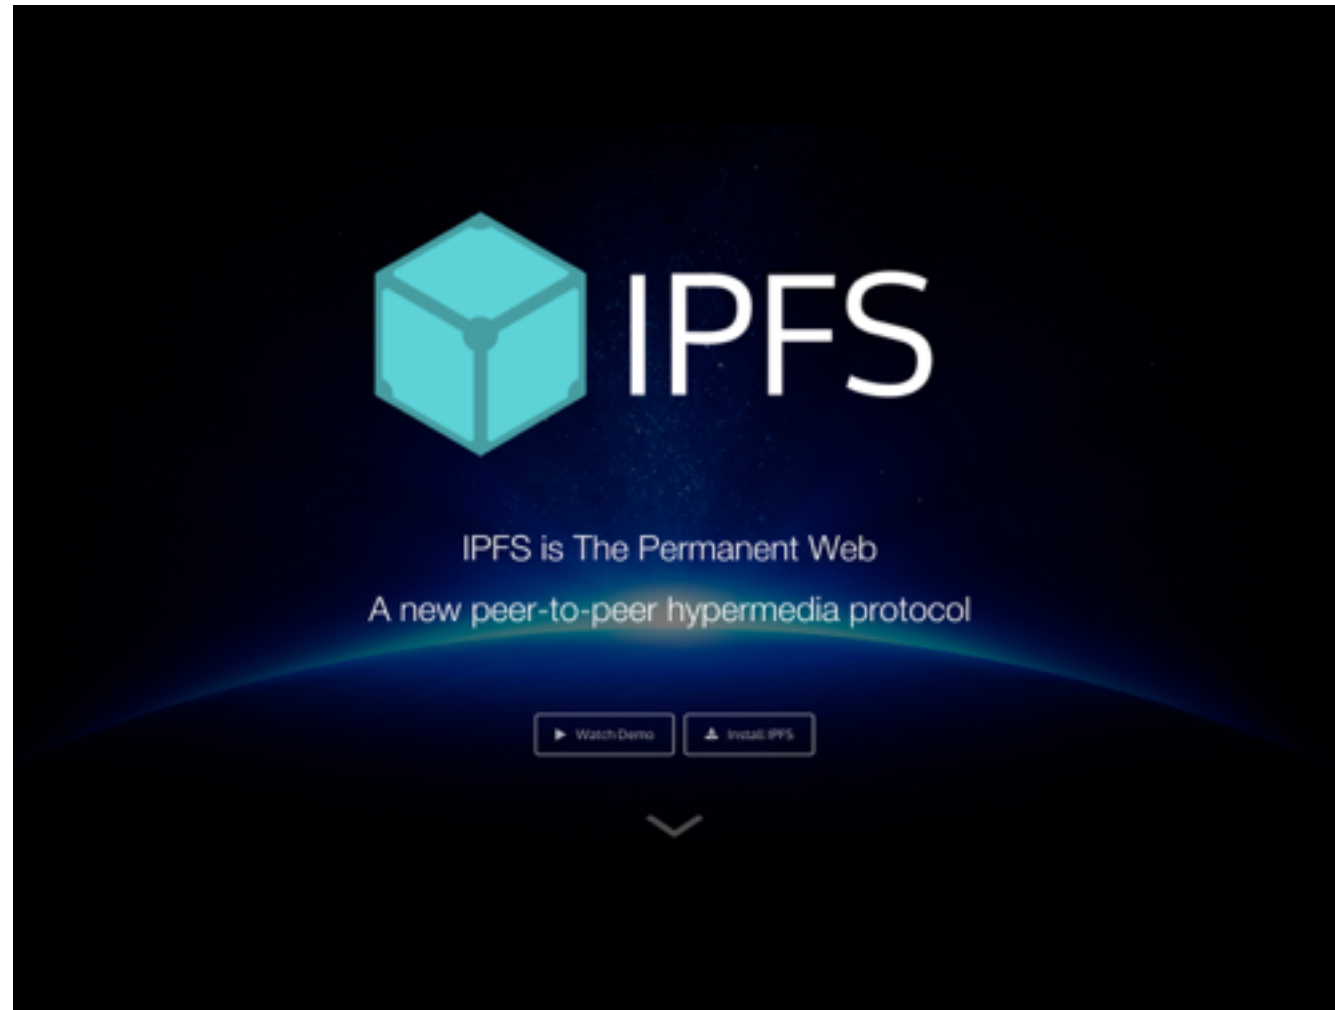 IPFS
IPFS is The Permanent Web
A new peer-to-peer hypermedia protocol
Watch Demo
Install IPFS